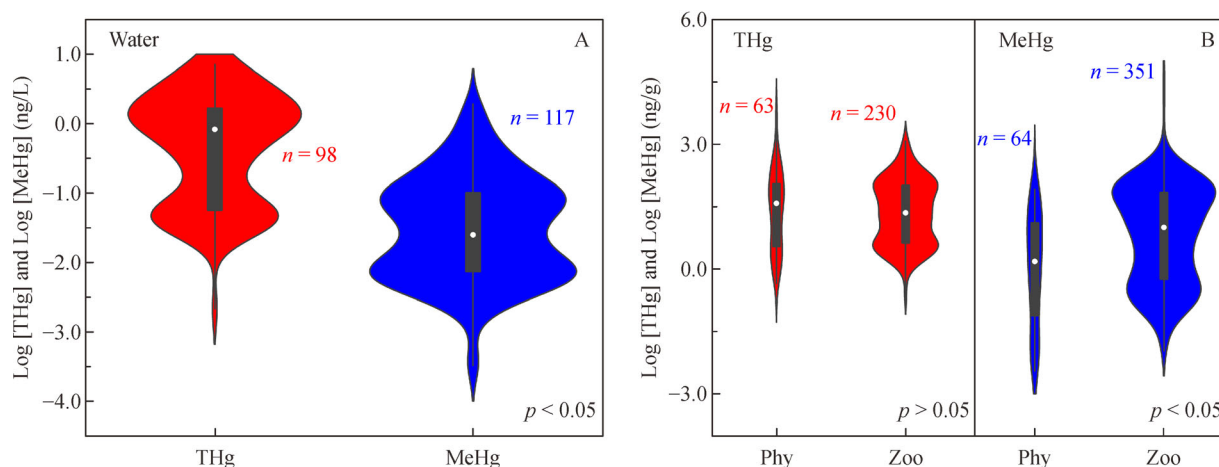 Water
A
Log [THg] and Log [MeHg] (ng/L)
1.0
0.0
−1.0
−2.0
−3.0
−4.0
n = 98
n = 117
p < 0.05
THg
MeHg
Log [THg] and Log [MeHg] (ng/g)
6.0
3.0
0.0
−3.0
THg
n = 63
n = 230
p > 0.05
Phy
Zoo
MeHg
B
n = 351
n = 64
p < 0.05
Phy
Zoo